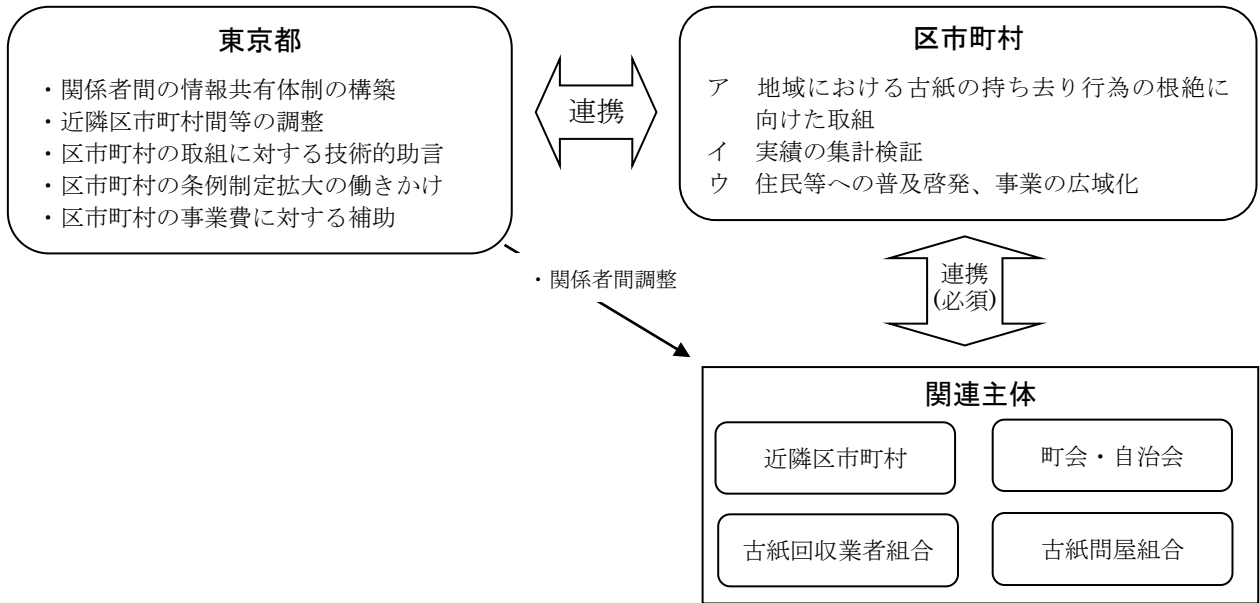 東京都
・関係者間の情報共有体制の構築
・近隣区市町村間等の調整
・区市町村の取組に対する技術的助言
・区市町村の条例制定拡大の働きかけ
・区市町村の事業費に対する補助
連携
区市町村
ア　地域における古紙の持ち去り行為の根絶に
向けた取組
イ　実績の集計検証
ウ　住民等への普及啓発、事業の広域化
・関係者間調整
連携
(必須)
関連主体
近隣区市町村
町会・自治会
古紙回収業者組合
古紙問屋組合